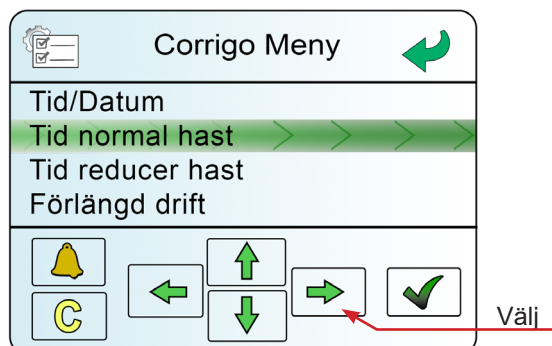 Corrigo Meny
Tid/Datum
Tid normal hast
Tid reducer hast
Förlängd drift
C
Välj